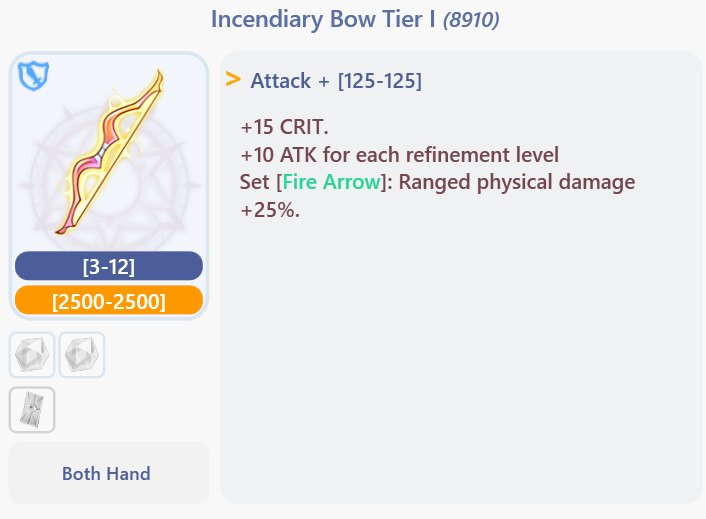 Incendiary Bow Tier I (8910)
> Attack + [125-125]
+15 CRIT.
+10 ATK for each refinement level
Set [Fire Arrow]: Ranged physical damage
+25%.
[3-12]
[2500-2500]
Both Hand